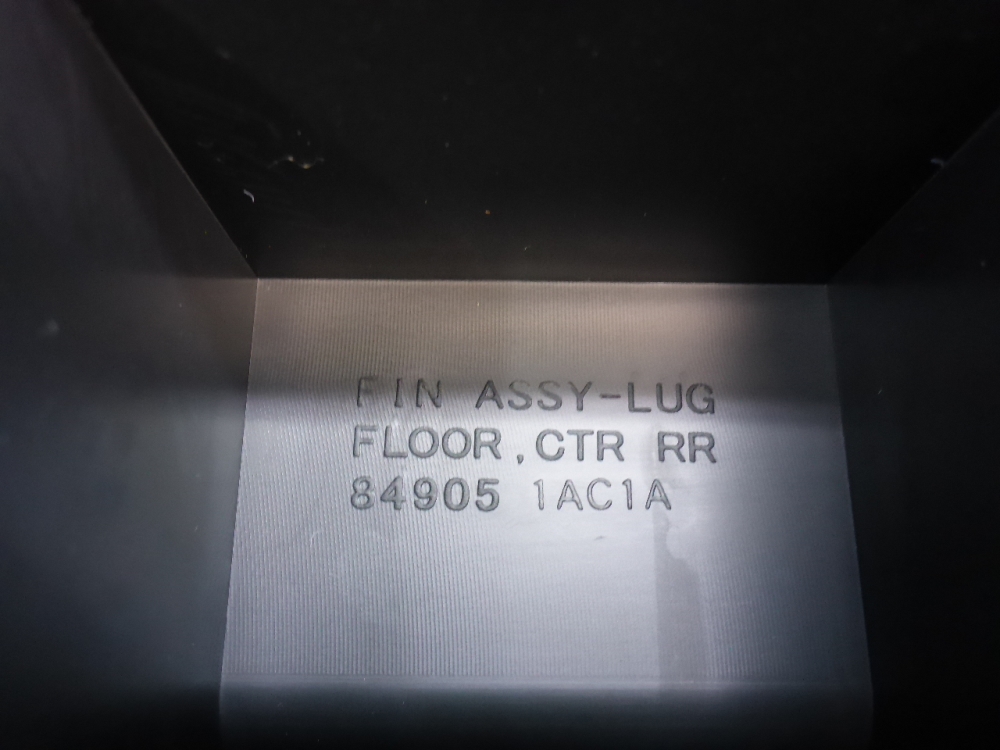 FIN ASSY-LUG
FLOOR,CTR RR
84905 1AC1A